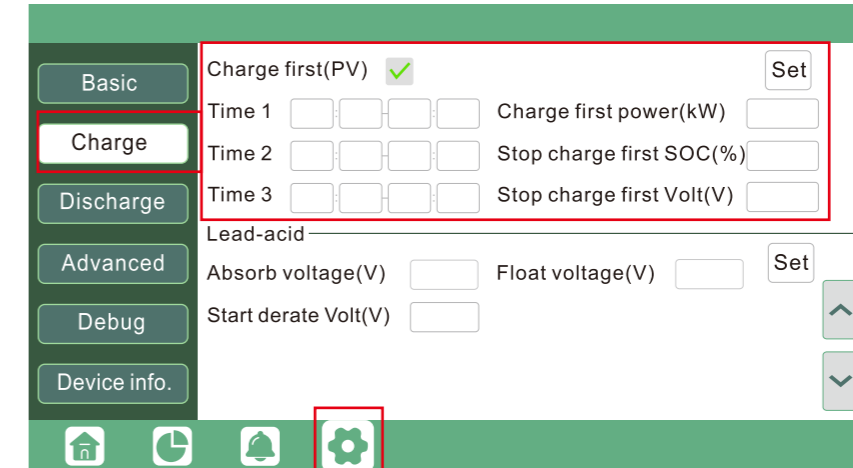 Basic
Charge
Discharge
Advanced
Debug
Device info.
Charge first(PV) Set
Time 1 : - : Charge first power(kW)
Time 2 : - : Stop charge first SOC(%)
Time 3 : - : Stop charge first Volt(V)
Lead-acid
Absorb voltage(V) Float voltage(V) Set
Start derate Volt(V)